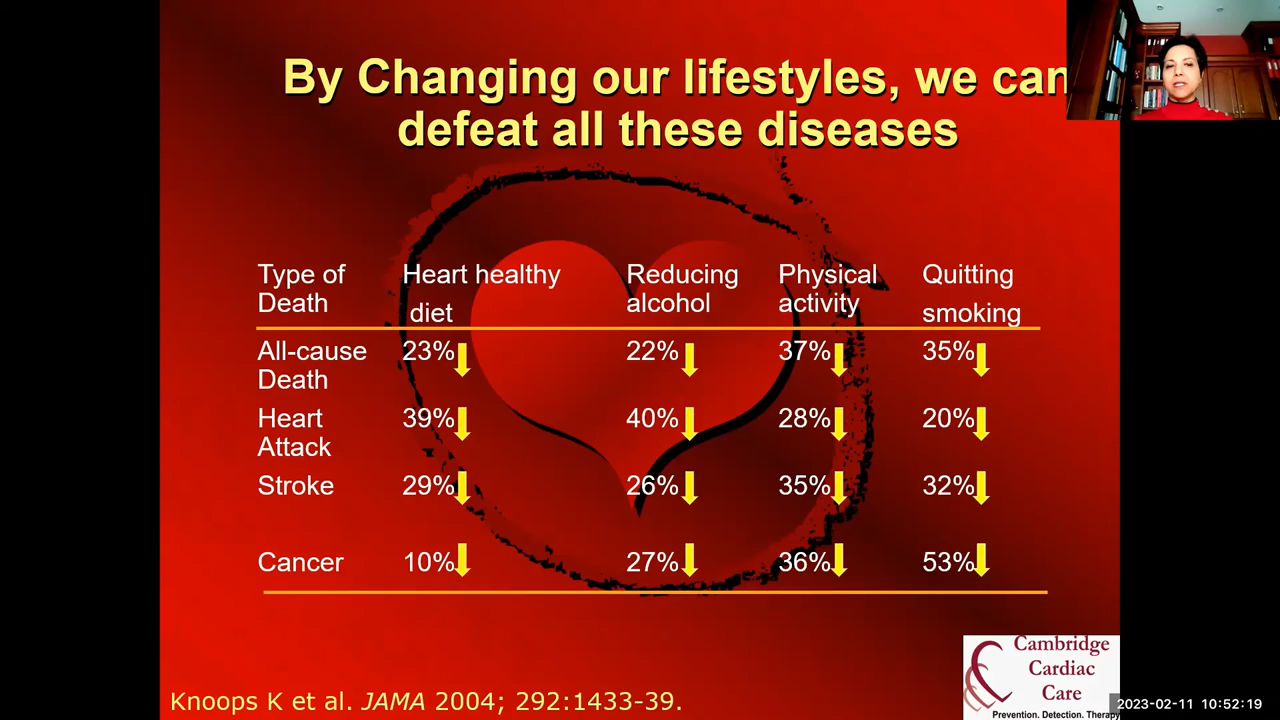 By Changing our lifestyles, we can
defeat all these diseases
Type of Death Heart healthy diet Reducing alcohol Physical activity Quitting smoking
All-cause Death 23% 22% 37% 35%
Heart Attack 39% 40% 28% 20%
Stroke 29% 26% 35% 32%
Cancer 10% 27% 36% 53%
Knoops K et al. JAMA 2004; 292:1433-39.
Cambridge
Cardiac
Care
Prevention. Detection. Therapy
2023-02-11 10:52:19